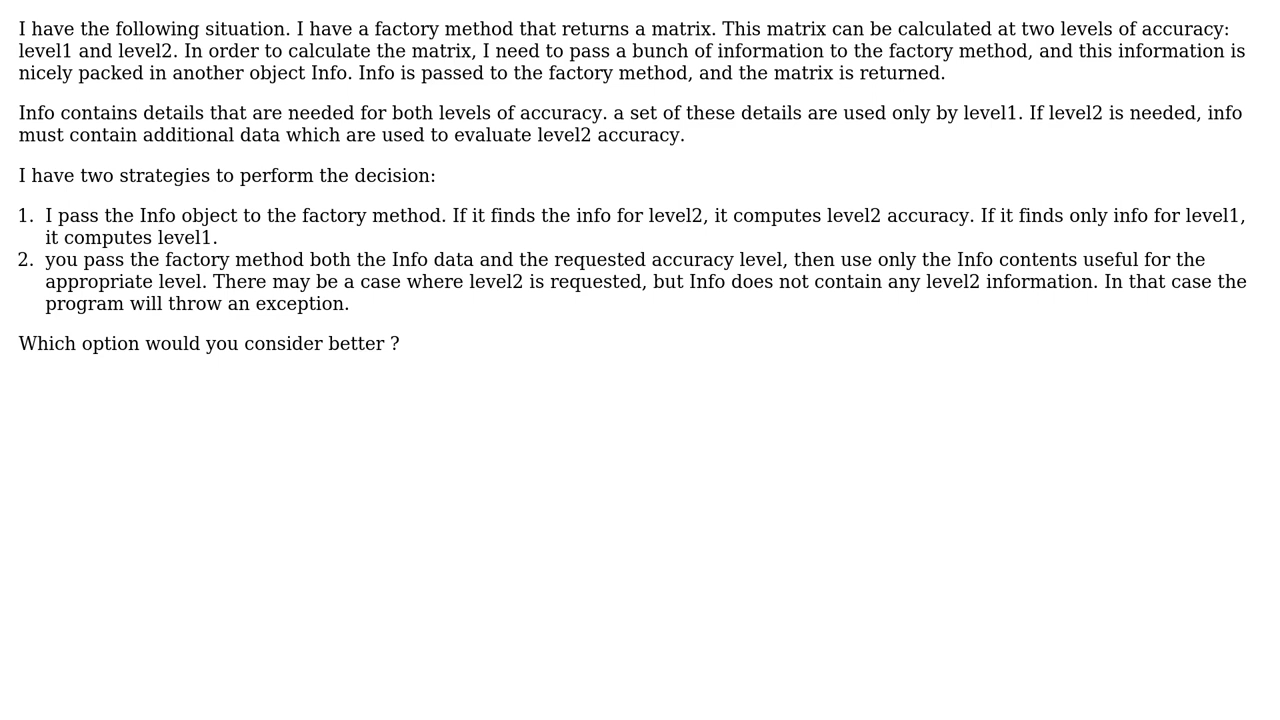 I have the following situation. I have a factory method that returns a matrix. This matrix can be calculated at two levels of accuracy:
level1 and level2. In order to calculate the matrix, I need to pass a bunch of information to the factory method, and this information is
nicely packed in another object Info. Info is passed to the factory method, and the matrix is returned.
Info contains details that are needed for both levels of accuracy. a set of these details are used only by level1. If level2 is needed, info
must contain additional data which are used to evaluate level2 accuracy.
I have two strategies to perform the decision:
1. I pass the Info object to the factory method. If it finds the info for level2, it computes level2 accuracy. If it finds only info for level1,
it computes level1.
2. you pass the factory method both the Info data and the requested accuracy level, then use only the Info contents useful for the
appropriate level. There may be a case where level2 is requested, but Info does not contain any level2 information. In that case the
program will throw an exception.
Which option would you consider better ?